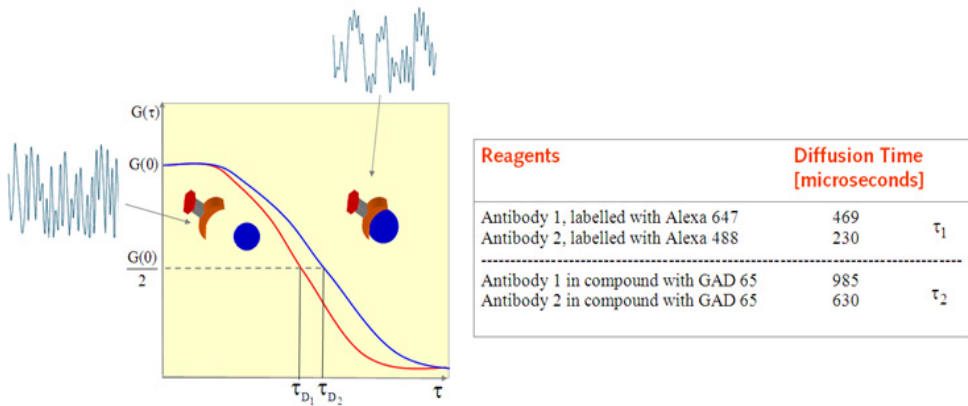 G(τ)
G(0)
G(0)
2
τD1 τD2 τ
Reagents Diffusion Time
[microseconds]
Antibody 1, labelled with Alexa 647 469
Antibody 2, labelled with Alexa 488 230
τ1
Antibody 1 in compound with GAD 65 985
Antibody 2 in compound with GAD 65 630
τ2